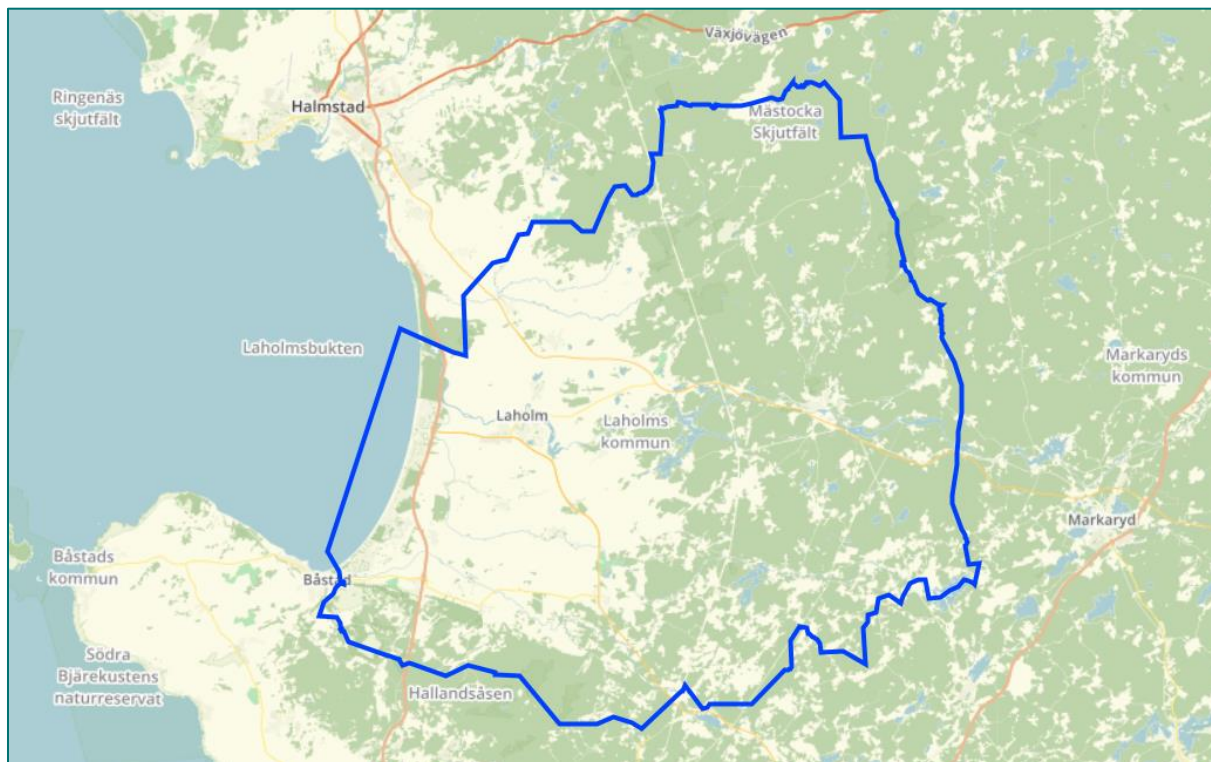 Växjövägen
Ringenäs
skjutfält
Halmstad
Mästocka
Skjutfält
Laholmsbukten
Markaryds
kommun
Laholm
Laholms
kommun
Markaryd
Båstads
kommun
Båstad
Södra
Bjärekustens
naturreservat
Hallandsåsen